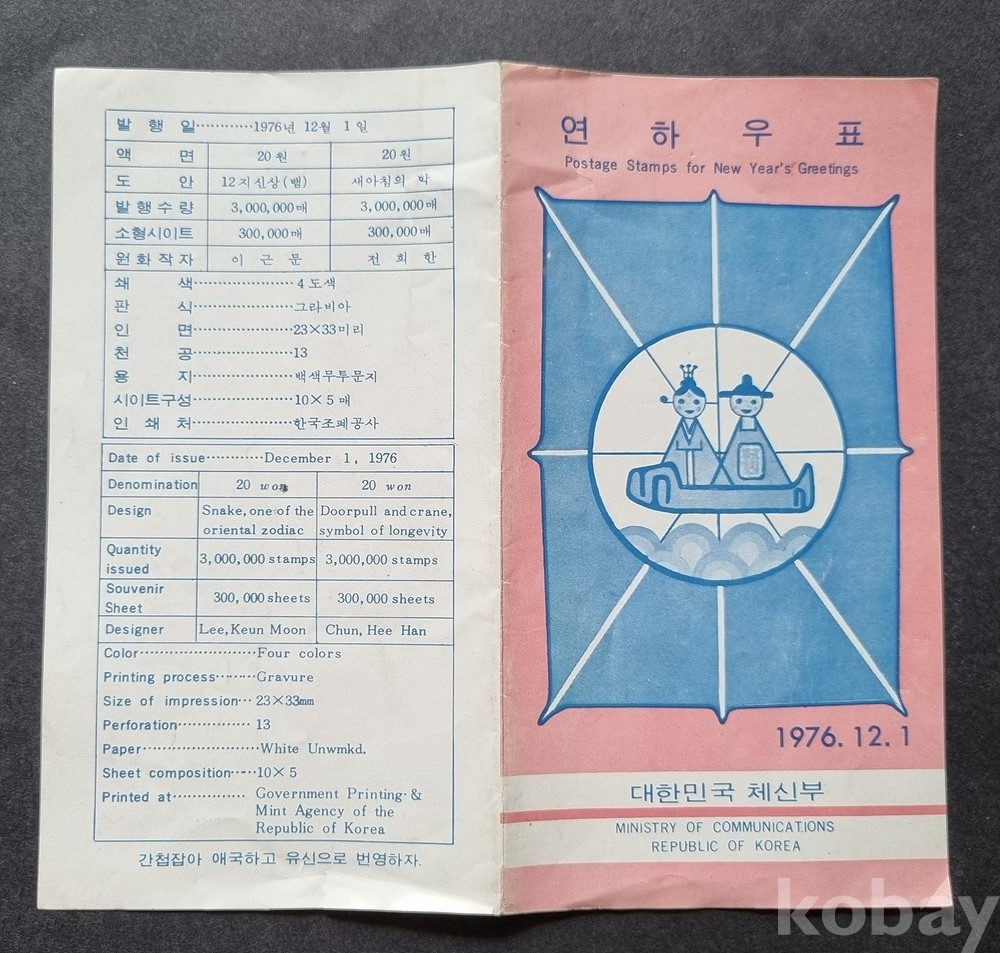 발 행 일············1976년 12월 1일
액 면 20원 20원
도 안 12지신상(뱀) 새아침의 학
발행수량 3,000,000매 3,000,000매
소형시이트 300,000매 300,000매
원화작자 이 근 문 전 희 한
쇄 색······················4도색
판 식······················그라비아
인 면······················23×33미리
천 공······················13
용 지······················백색무투문지
시이트구성······················10×5매
인 쇄 처······················한국조폐공사
Date of issue············December 1, 1976
Denomination 20 won 20 won
Design Snake, one of the oriental zodiac Doorpull and crane, symbol of longevity
Quantity issued 3,000,000 stamps 3,000,000 stamps
Souvenir Sheet 300,000 sheets 300,000 sheets
Designer Lee, Keun Moon Chun, Hee Han
Color························Four colors
Printing process·········Gravure
Size of impression···23×33mm
Perforation···············13
Paper························White Unwmkd.
Sheet composition······10×5
Printed at···············Government Printing &
Mint Agency of the
Republic of Korea
간첩잡아 애국하고 유신으로 번영하자.
연 하 우 표
Postage Stamps for New Year's Greetings
1976. 12. 1
대한민국 체신부
MINISTRY OF COMMUNICATIONS
REPUBLIC OF KOREA
kobay